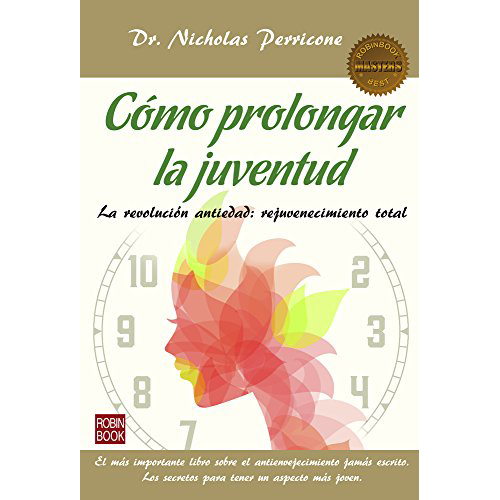 Dr. Nicholas Perricone
ROBINBOOK
MASTERS
BEST
Cómo prolongar
la juventud
La revolución antiedad: rejuvenecimiento total
10
2
9
3
8
4
7
5
ROBIN
BOOK
El más importante libro sobre el antienvejecimiento jamás escrito.
Los secretos para tener un aspecto más joven.